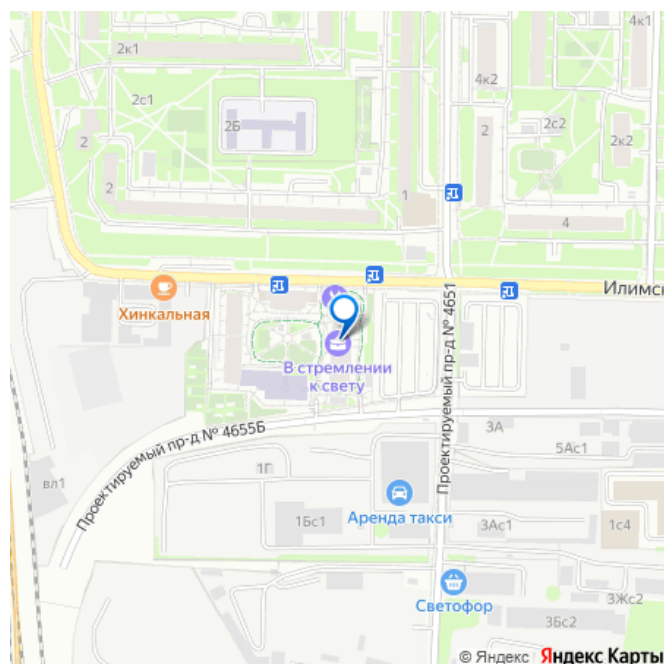 2к1
4к1
4к2
2с1
2Б
2
2
2с2
2
2к2
1
4
Илимск
Хинкальная
В стремлении
к свету
Проектируемый пр-д № 4651
Проектируемый пр-д № 4655Б
3А
5Ас1
1Г
вл1
Аренда такси
1Бс1
3Ас1
1с4
Светофор
3Жс2
3Бс2
© Яндекс Яндекс Карты